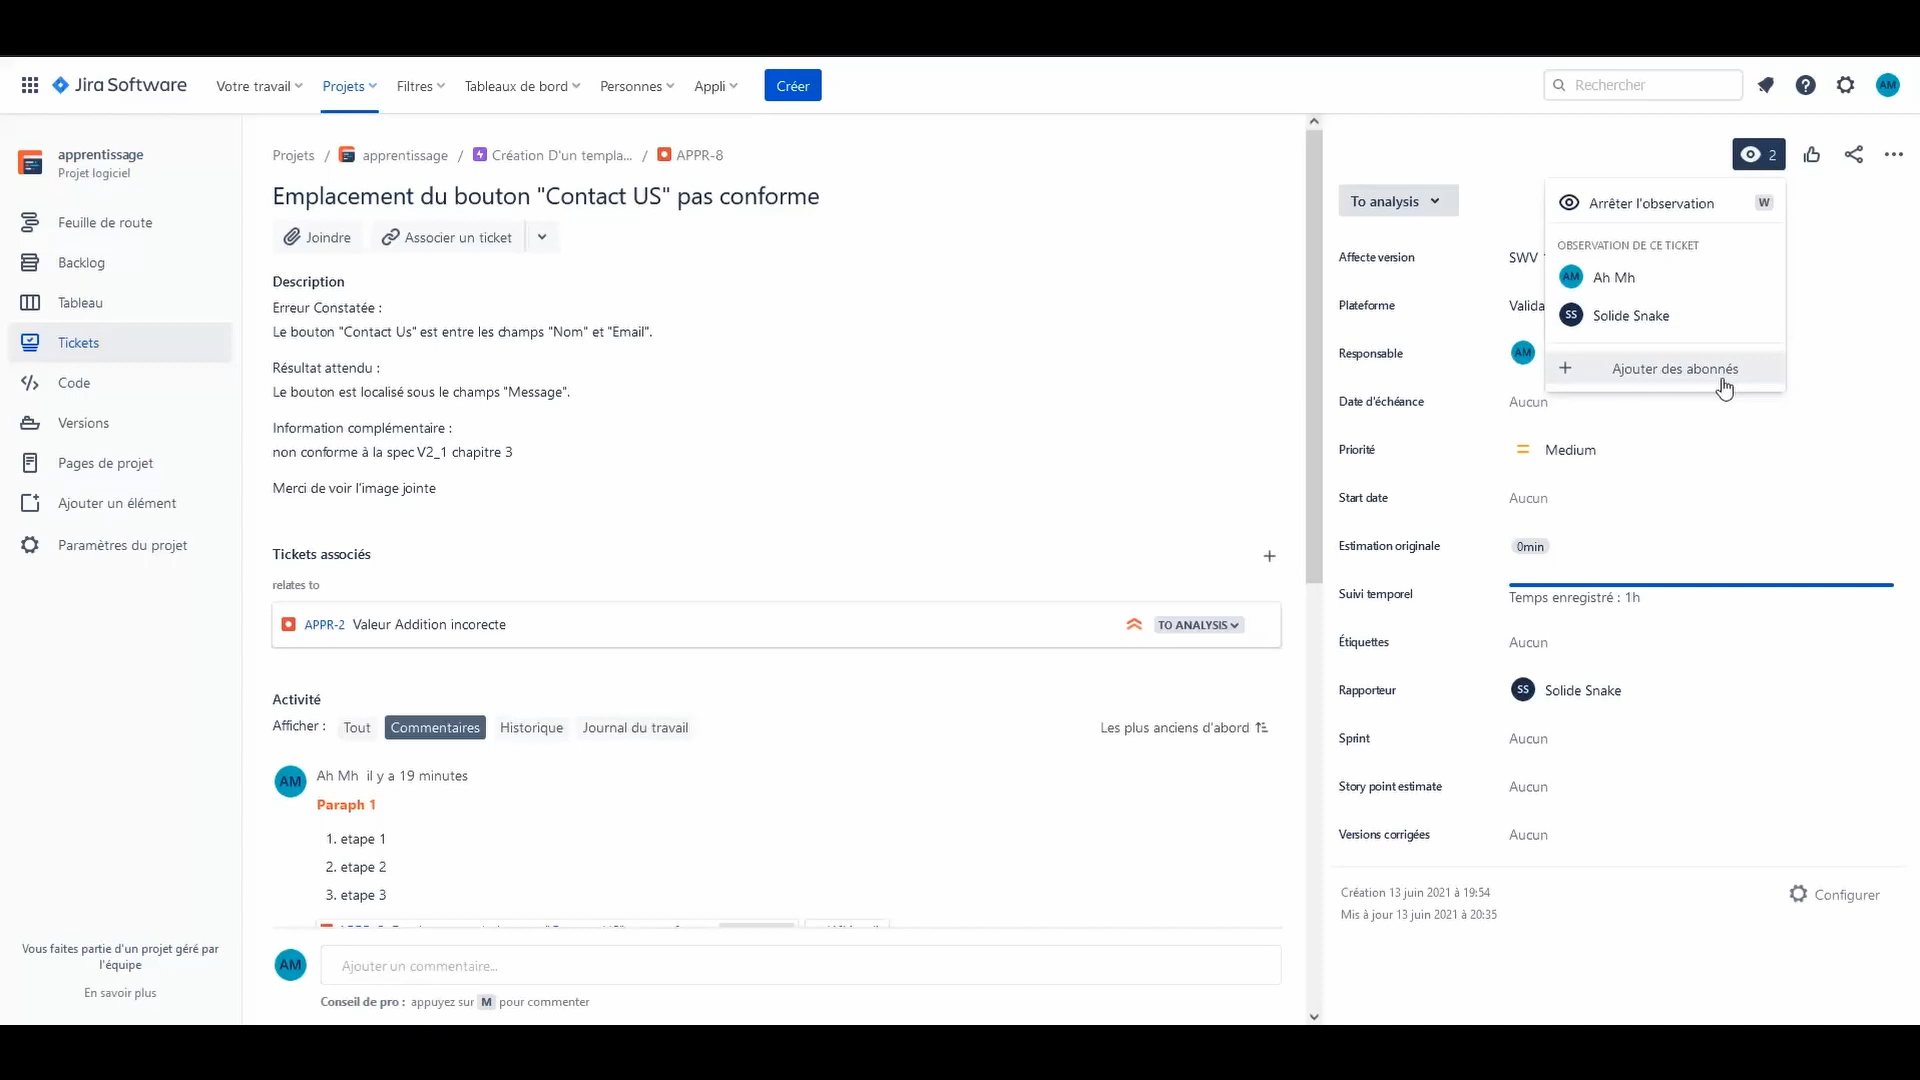 Jira Software
Votre travail
Projets
Filtres
Tableaux de bord
Personnes
Appli
Créer
Rechercher
AM
apprentissage
Projet logiciel
Feuille de route
Backlog
Tableau
Tickets
Code
Versions
Pages de projet
Ajouter un élément
Paramètres du projet
Vous faites partie d'un projet géré par
l'équipe
En savoir plus
Projets / apprentissage / Création D'un templa... / APPR-8
Emplacement du bouton "Contact US" pas conforme
Joindre
Associer un ticket
Description
Erreur Constatée :
Le bouton "Contact Us" est entre les champs "Nom" et "Email".
Résultat attendu :
Le bouton est localisé sous le champs "Message".
Information complémentaire :
non conforme à la spec V2_1 chapitre 3
Merci de voir l'image jointe
Tickets associés
relates to
APPR-2 Valeur Addition incorecte
TO ANALYSIS
Activité
Afficher : Tout Commentaires Historique Journal du travail
Les plus anciens d'abord
AM
Ah Mh il y a 19 minutes
Paraph 1
1. etape 1
2. etape 2
3. etape 3
AM
Ajouter un commentaire...
Conseil de pro : appuyez sur M pour commenter
2
To analysis
Arrêter l'observation W
OBSERVATION DE CE TICKET
AM Ah Mh
SS Solide Snake
Ajouter des abonnés
Affecte version SWV
Plateforme Valida
Responsable AM
Date d'échéance Aucun
Priorité Medium
Start date Aucun
Estimation originale 0min
Suivi temporel
Temps enregistré : 1h
Étiquettes Aucun
Rapporteur SS Solide Snake
Sprint Aucun
Story point estimate Aucun
Versions corrigées Aucun
Création 13 juin 2021 à 19:54
Mis à jour 13 juin 2021 à 20:35
Configurer